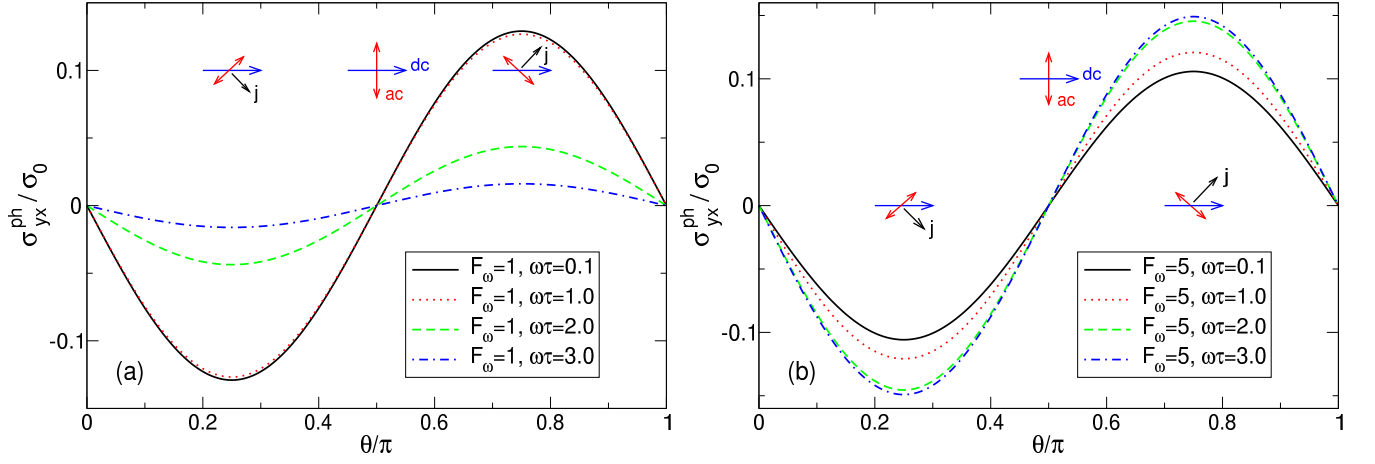 σ_yx^ph / σ_0
0.1
0
-0.1
j
dc
ac
j
F_ω=1, ωτ=0.1
F_ω=1, ωτ=1.0
F_ω=1, ωτ=2.0
F_ω=1, ωτ=3.0
(a)
0 0.2 0.4 0.6 0.8 1
θ/π
σ_yx^ph / σ_0
0.1
0
-0.1
dc
ac
j
j
F_ω=5, ωτ=0.1
F_ω=5, ωτ=1.0
F_ω=5, ωτ=2.0
F_ω=5, ωτ=3.0
(b)
0 0.2 0.4 0.6 0.8 1
θ/π